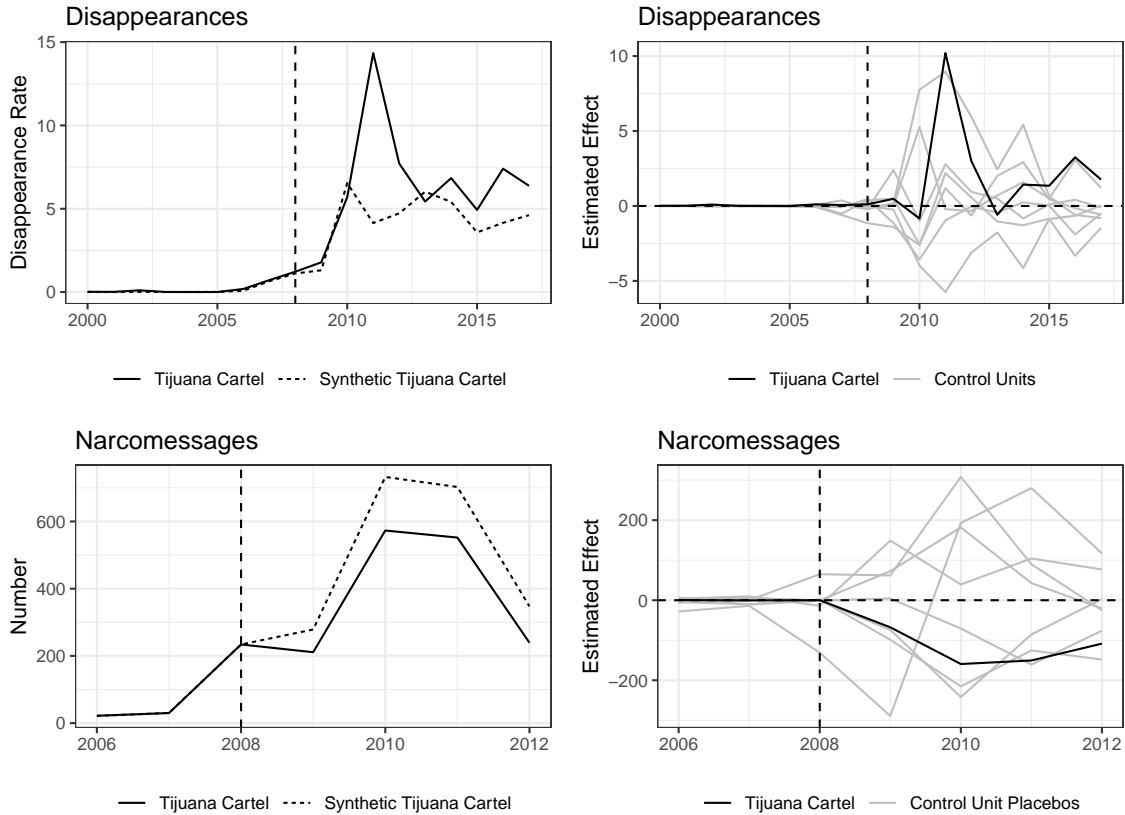 Disappearances
Disappearances
Disappearance Rate
15
10
5
0
2000 2005 2010 2015
Tijuana Cartel Synthetic Tijuana Cartel
Estimated Effect
10
5
0
−5
2000 2005 2010 2015
Tijuana Cartel Control Units
Narcomessages
Narcomessages
Number
600
400
200
0
2006 2008 2010 2012
Tijuana Cartel Synthetic Tijuana Cartel
Estimated Effect
200
0
−200
2006 2008 2010 2012
Tijuana Cartel Control Unit Placebos